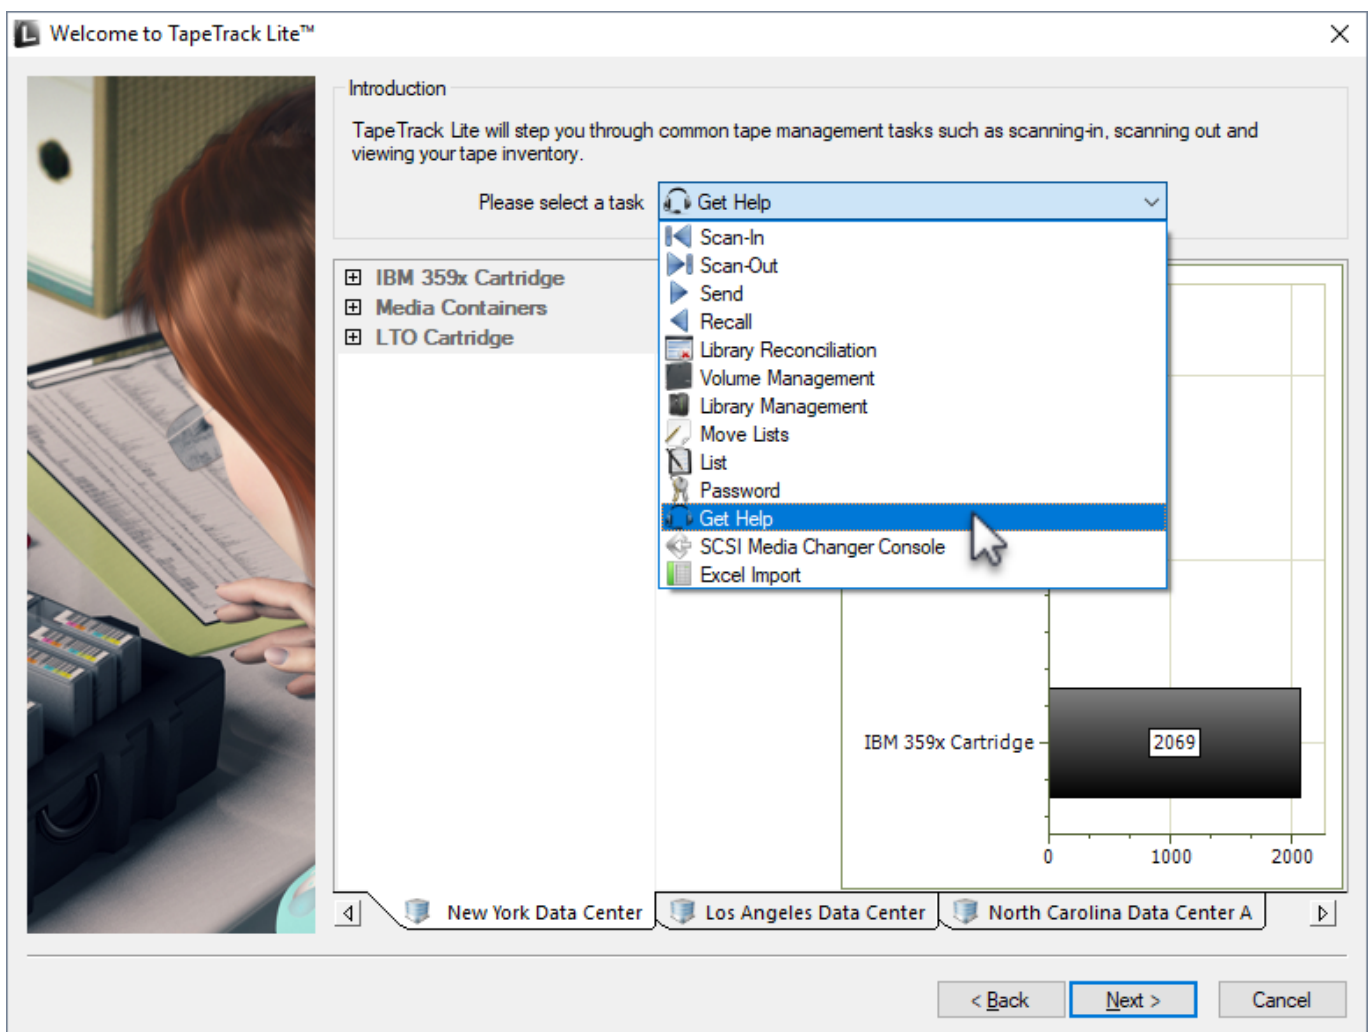 Welcome to TapeTrack Lite™
Introduction
TapeTrack Lite will step you through common tape management tasks such as scanning-in, scanning out and
viewing your tape inventory.
Please select a task
Get Help
Scan-In
Scan-Out
Send
Recall
Library Reconciliation
Volume Management
Library Management
Move Lists
List
Password
Get Help
SCSI Media Changer Console
Excel Import
IBM 359x Cartridge
Media Containers
LTO Cartridge
IBM 359x Cartridge
2069
0 1000 2000
New York Data Center
Los Angeles Data Center
North Carolina Data Center A
< Back
Next >
Cancel